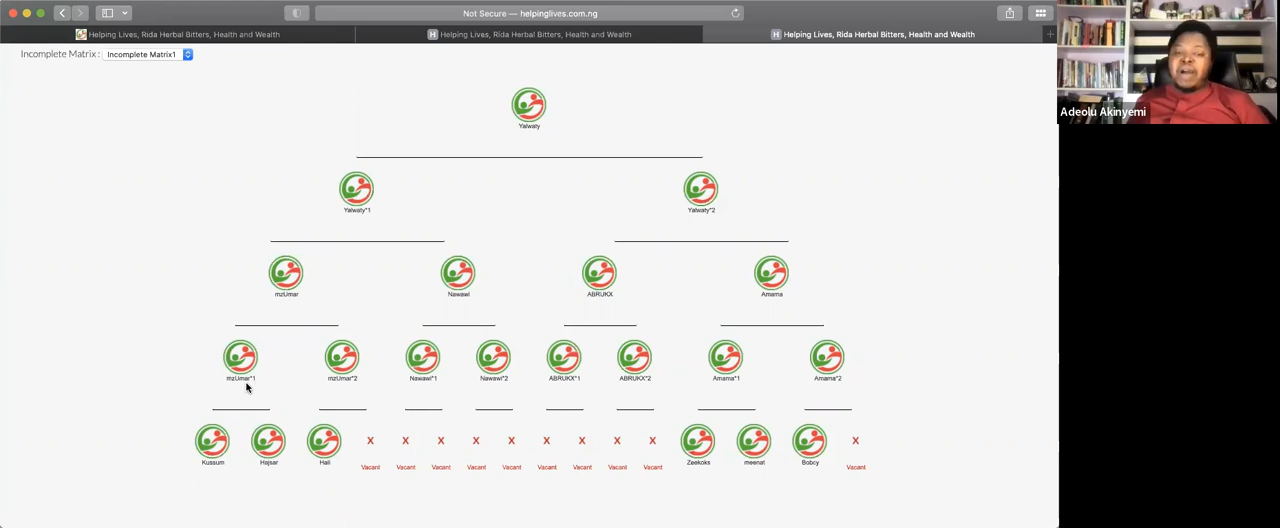 Not Secure — helpinglives.com.ng
Helping Lives, Rida Herbal Bitters, Health and Wealth
H Helping Lives, Rida Herbal Bitters, Health and Wealth
H Helping Lives, Rida Herbal Bitters, Health and Wealth
Incomplete Matrix : Incomplete Matrix1
Adeolu Akinyemi
Yalwaty
Yalwaty*1 Yalwaty*2
mzUmar Nawawi ABRUKX Amama
mzUmar*1 mzUmar*2 Nawawi*1 Nawawi*2 ABRUKX*1 ABRUKX*2 Amama*1 Amama*2
X X X X X X X X X X
Kussum Hajsar Hali Vacant Vacant Vacant Vacant Vacant Vacant Vacant Vacant Vacant Zeekoks meenat Bobcy Vacant